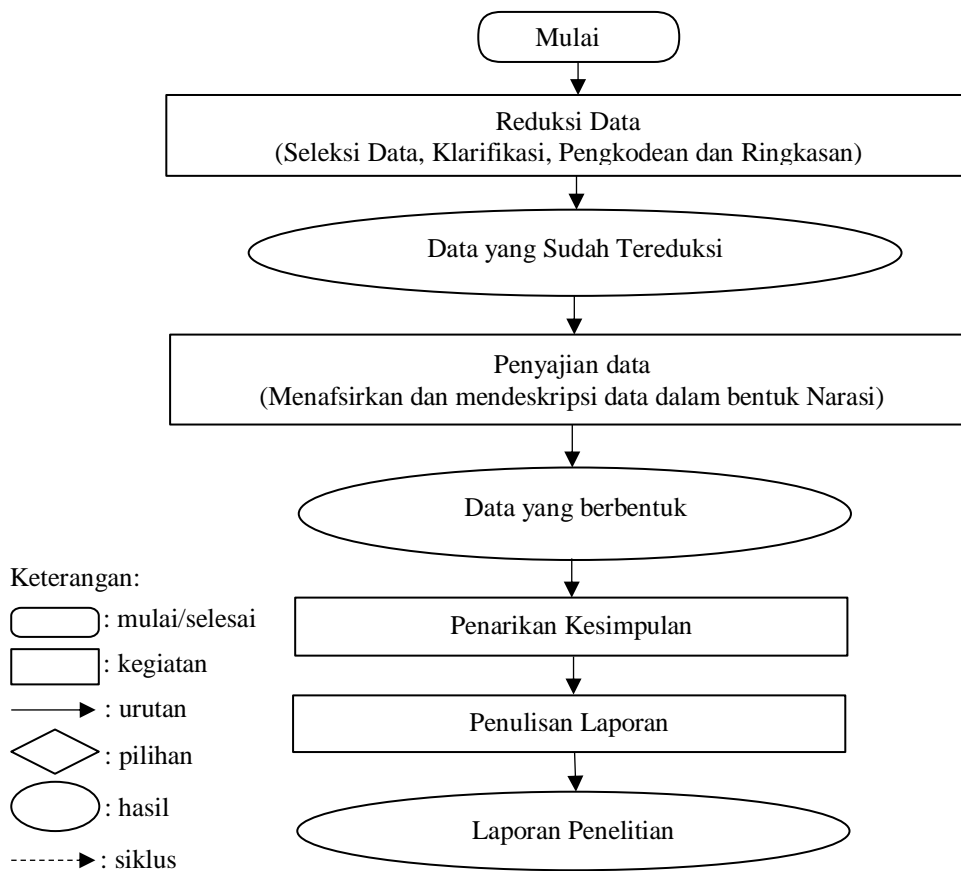 Mulai
Reduksi Data
(Seleksi Data, Klarifikasi, Pengkodean dan Ringkasan)
Data yang Sudah Tereduksi
Penyajian data
(Menafsirkan dan mendeskripsi data dalam bentuk Narasi)
Data yang berbentuk
Penarikan Kesimpulan
Penulisan Laporan
Laporan Penelitian
Keterangan:
: mulai/selesai
: kegiatan
: urutan
: pilihan
: hasil
: siklus